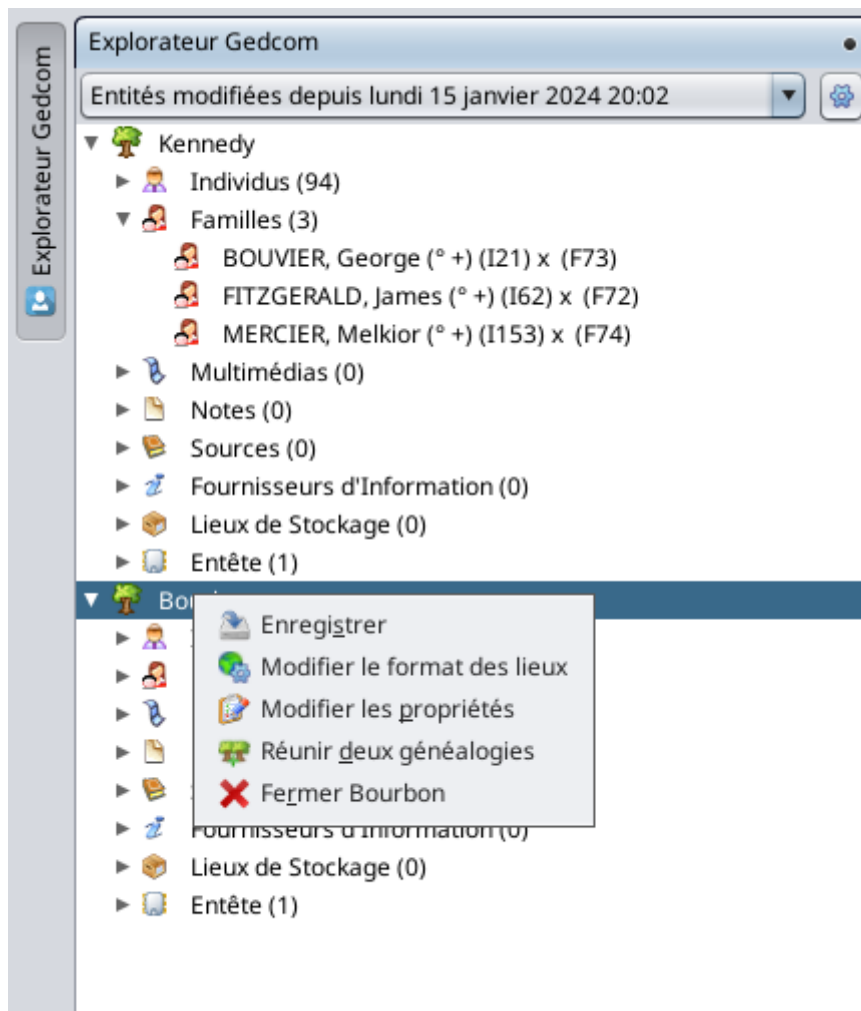 Explorateur Gedcom
Explorateur Gedcom
Entités modifiées depuis lundi 15 janvier 2024 20:02
Kennedy
Individus (94)
Familles (3)
BOUVIER, George (° +) (I21) x (F73)
FITZGERALD, James (° +) (I62) x (F72)
MERCIER, Melkior (° +) (I153) x (F74)
Multimédias (0)
Notes (0)
Sources (0)
Fournisseurs d'Information (0)
Lieux de Stockage (0)
Entête (1)
Enregistrer
Modifier le format des lieux
Modifier les propriétés
Réunir deux généalogies
Fermer Bourbon
Fournisseurs d'Information (0)
Lieux de Stockage (0)
Entête (1)